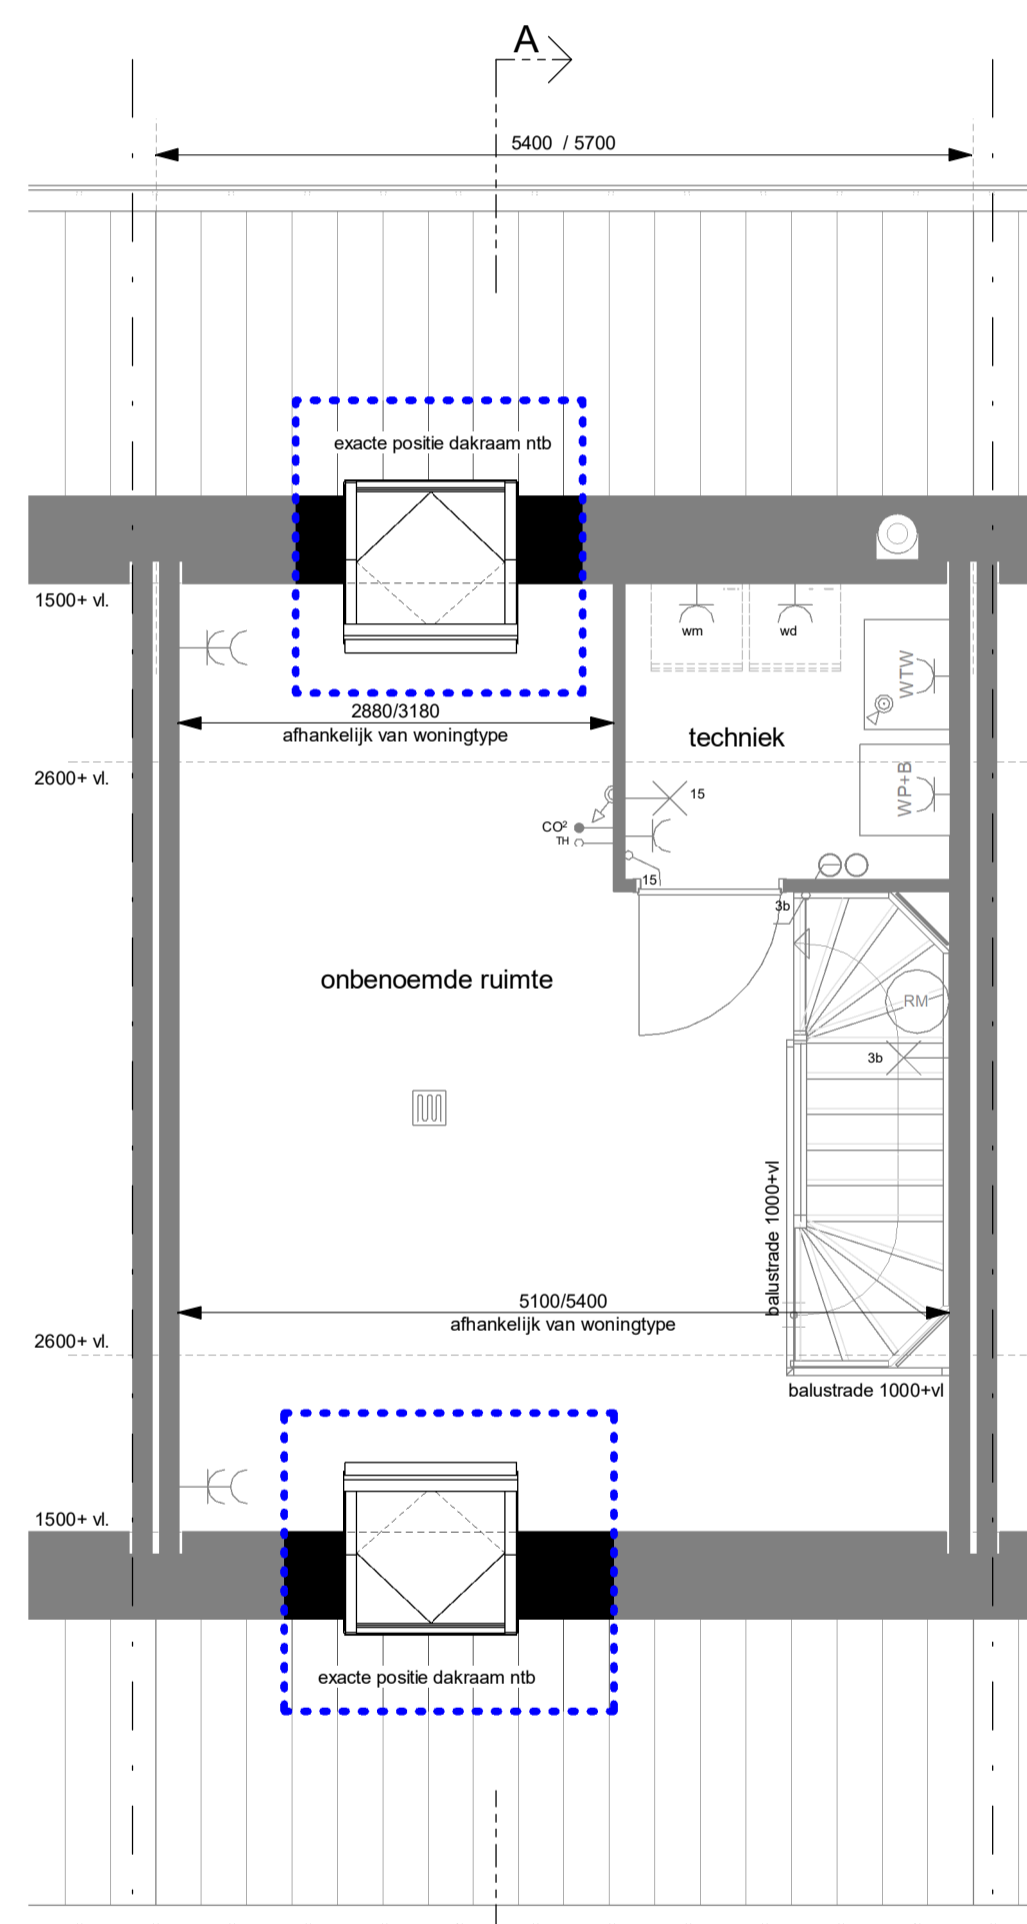 A
5400 / 5700
exacte positie dakraam ntb
1500+ vl.
wm
wd
WTW
2880/3180
afhankelijk van woningtype
techniek
2600+ vl.
WP+B
15
CO²
TH
15
3b
onbenoemde ruimte
RM
3b
balustrade 1000+vl
5100/5400
afhankelijk van woningtype
2600+ vl.
balustrade 1000+vl
1500+ vl.
exacte positie dakraam ntb